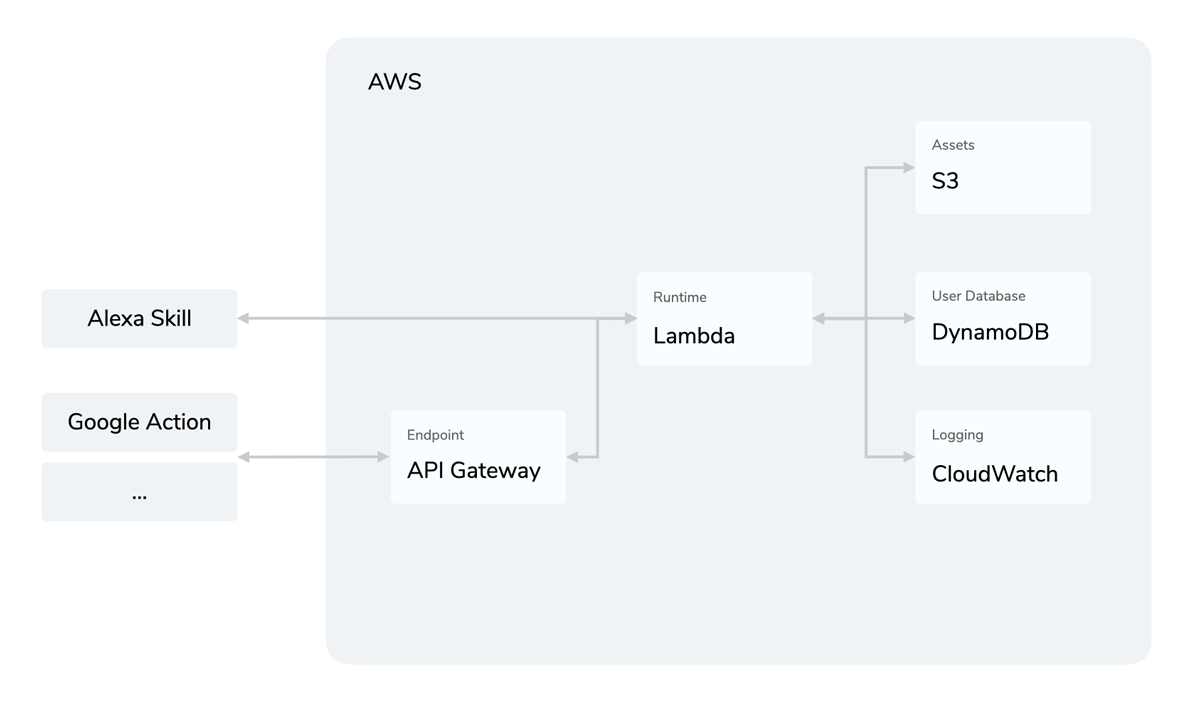 AWS
Assets
S3
Alexa Skill
Runtime
Lambda
User Database
DynamoDB
Google Action
...
Endpoint
API Gateway
Logging
CloudWatch